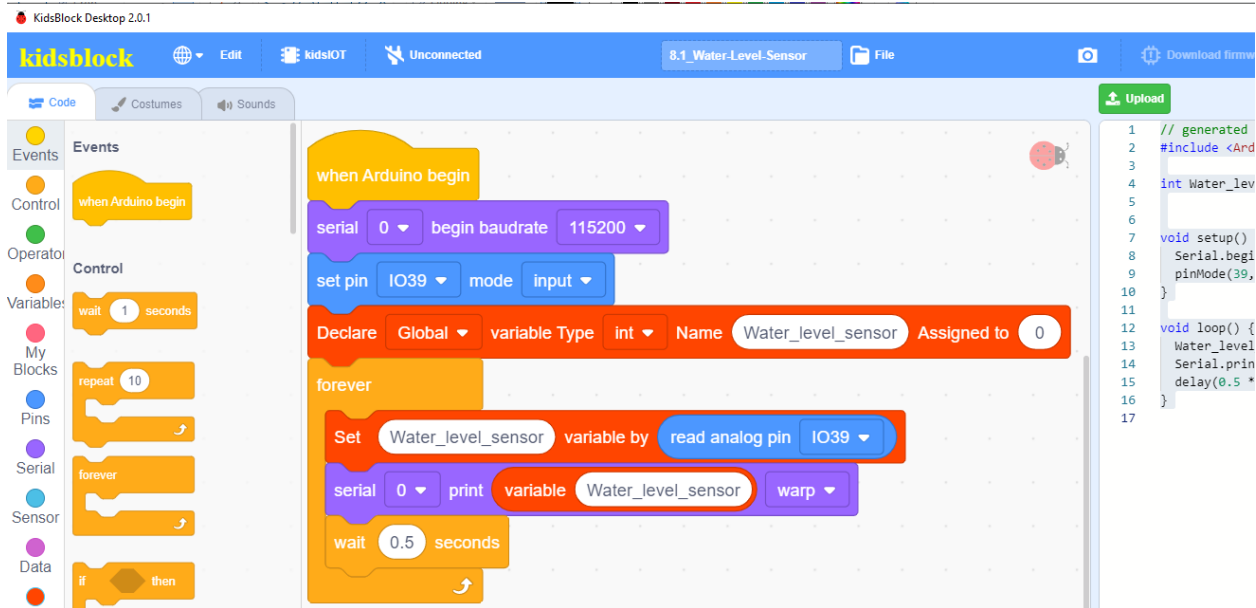 KidsBlock Desktop 2.0.1
kidsblock Edit kidsIOT Unconnected 8.1_Water-Level-Sensor File Download firmw
Code Costumes Sounds
Upload
Events
Control
Operator
Variables
My
Blocks
Pins
Serial
Sensor
Data
Events
when Arduino begin
Control
wait 1 seconds
repeat 10
forever
if then
when Arduino begin
serial 0 begin baudrate 115200
set pin IO39 mode input
Declare Global variable Type int Name Water_level_sensor Assigned to 0
forever
Set Water_level_sensor variable by read analog pin IO39
serial 0 print variable Water_level_sensor warp
wait 0.5 seconds
1 // generated
2 #include <Ard
3
4 int Water_lev
5
6
7 void setup()
8 Serial.begi
9 pinMode(39,
10 }
11
12 void loop() {
13 Water_level
14 Serial.prin
15 delay(0.5 *
16 }
17